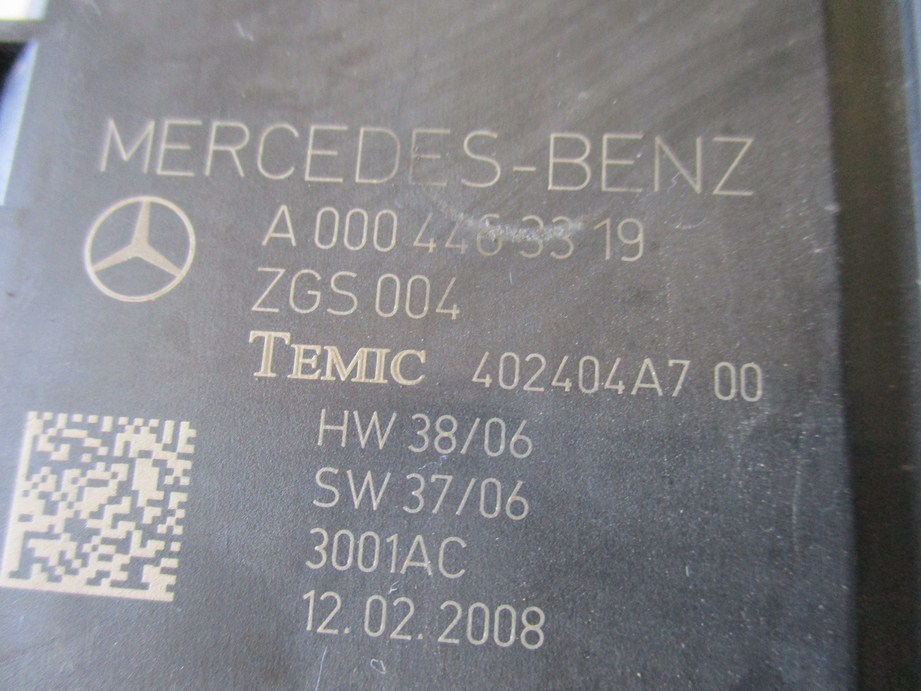 MERCEDES-BENZ
A 000 446 33 19
ZGS 004
TEMIC 402404A7 00
HW 38/06
SW 37/06
3001AC
12.02.2008